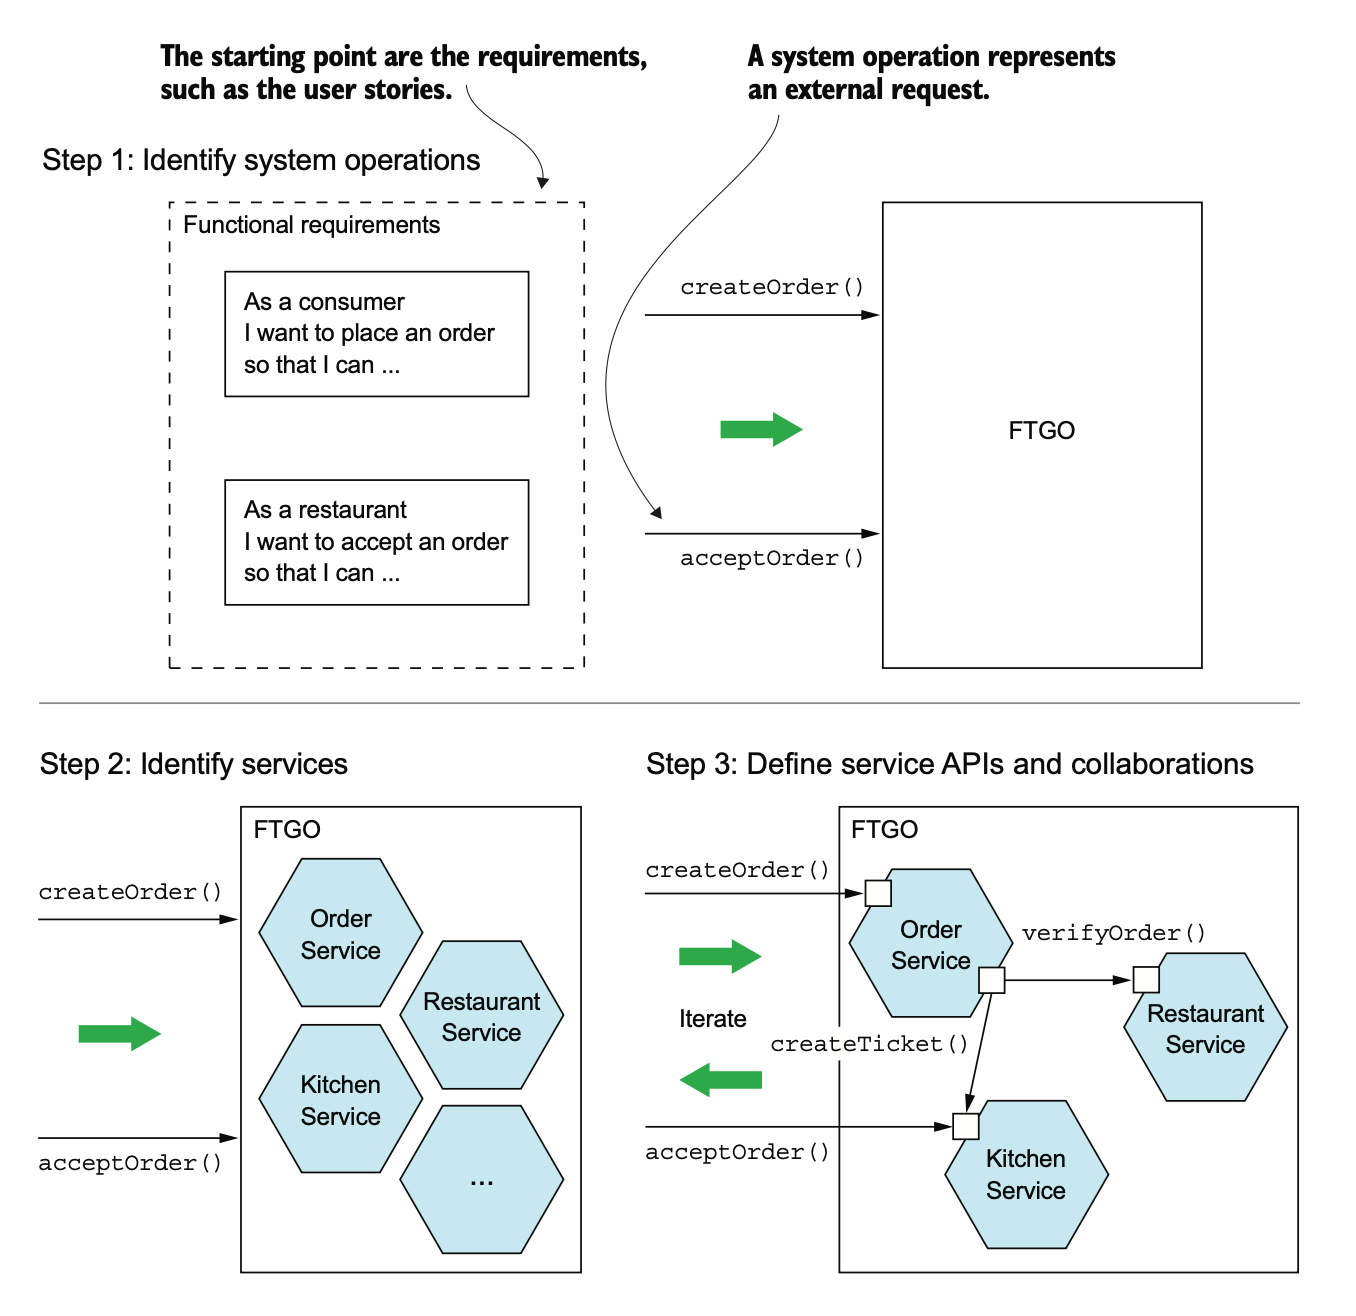 The starting point are the requirements,
such as the user stories.
A system operation represents
an external request.
Step 1: Identify system operations
Functional requirements
As a consumer
I want to place an order
so that I can ...
As a restaurant
I want to accept an order
so that I can ...
createOrder()
acceptOrder()
FTGO
Step 2: Identify services
createOrder()
acceptOrder()
FTGO
Order
Service
Restaurant
Service
Kitchen
Service
...
Step 3: Define service APIs and collaborations
createOrder()
Iterate
acceptOrder()
FTGO
Order
Service
verifyOrder()
Restaurant
Service
createTicket()
Kitchen
Service